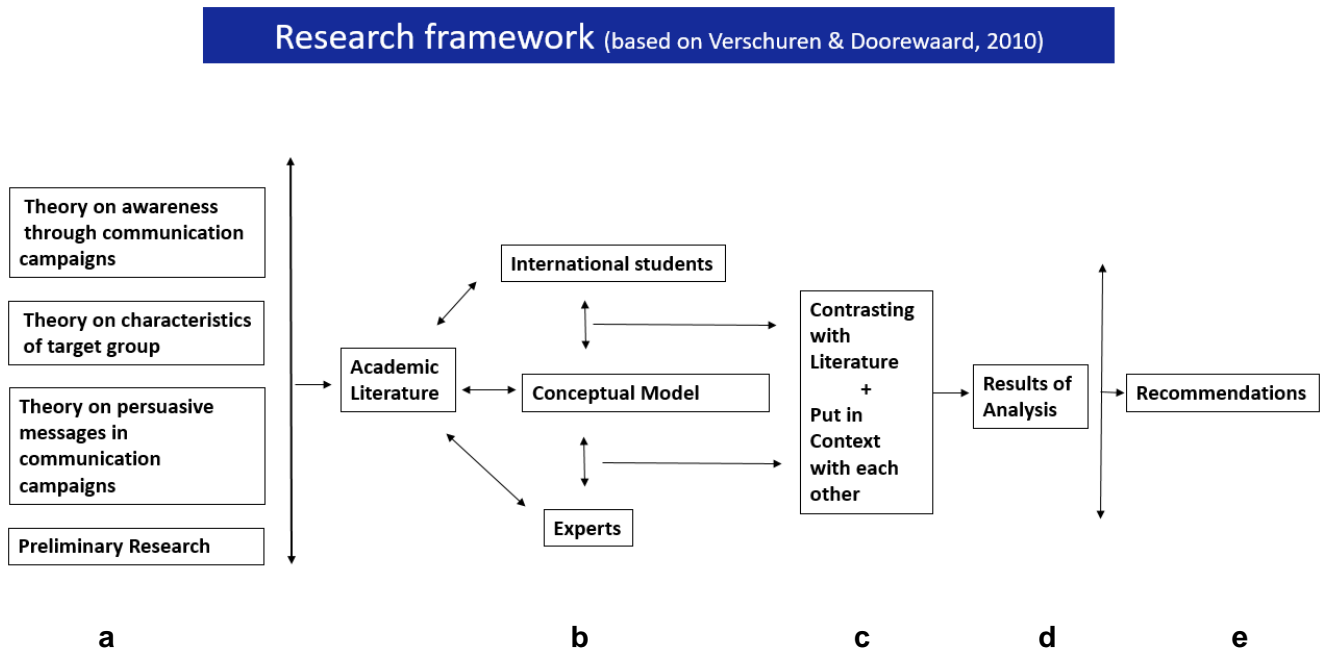 Research framework (based on Verschuren & Doorewaard, 2010)
Theory on awareness
through communication
campaigns
Theory on characteristics
of target group
Theory on persuasive
messages in
communication
campaigns
Preliminary Research
Academic
Literature
International students
Conceptual Model
Experts
Contrasting
with
Literature
+
Put in
Context
with each
other
Results of
Analysis
Recommendations
a
b
c
d
e